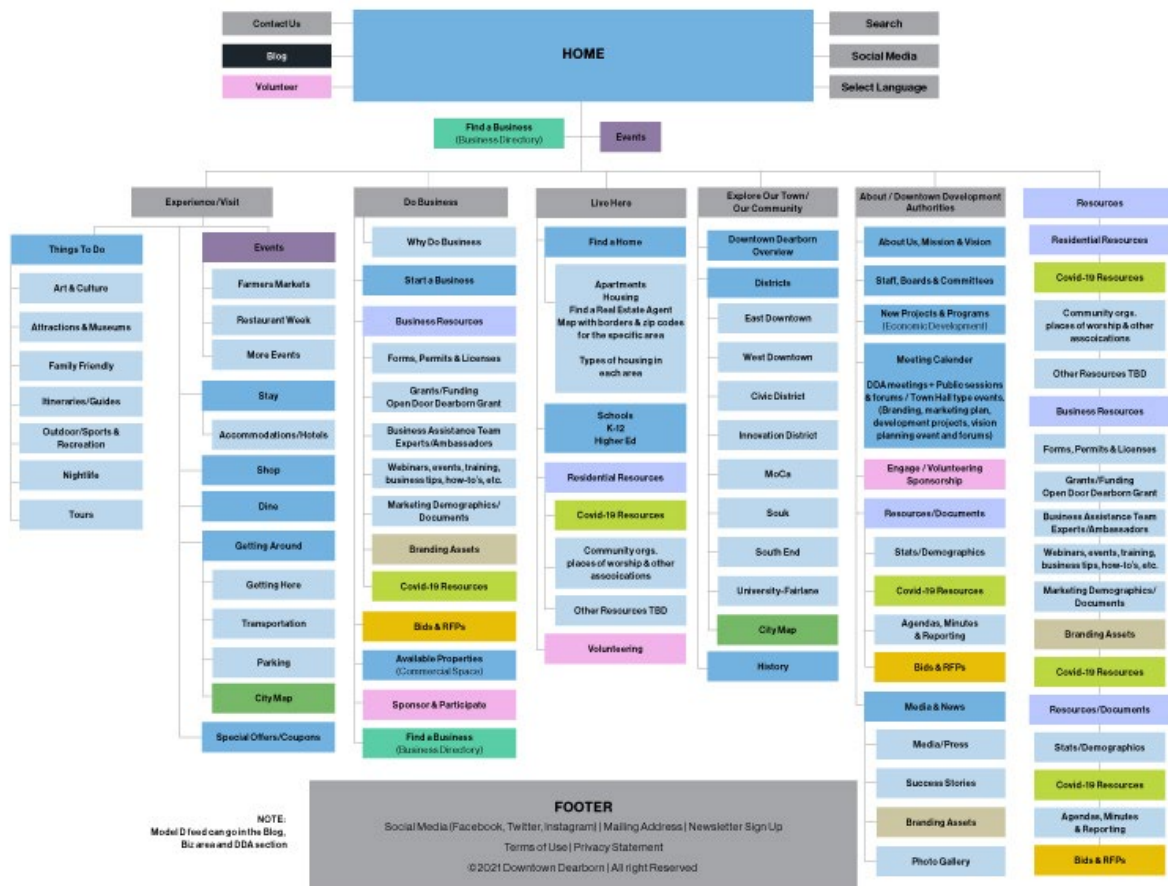 Contact Us
Blog
Volunteer
HOME
Search
Social Media
Select Language
Find a Business
(Business Directory)
Events
Experience/Visit
Things To Do
Art & Culture
Attractions & Museums
Family Friendly
Itineraries/Guides
Outdoor/Sports &
Recreation
Nightlife
Tours
Events
Farmers Markets
Restaurant Week
More Events
Stay
Accommodations/Hotels
Shop
Dine
Getting Around
Getting Here
Transportation
Parking
City Map
Special Offers/Coupons
Do Business
Why Do Business
Start a Business
Business Resources
Forms, Permits & Licenses
Grants/Funding
Open Door Dearborn Grant
Business Assistance Team
Experts/Ambassadors
Webinars, events, training,
business tips, how-to's, etc.
Marketing Demographics/
Documents
Branding Assets
Covid-19 Resources
Bids & RFPs
Available Properties
(Commercial Space)
Sponsor & Participate
Find a Business
(Business Directory)
Live Here
Find a Home
Apartments
Housing
Find a Real Estate Agent
Map with borders & zip codes
for the specific area
Types of housing in
each area
Schools
K-12
Higher Ed
Residential Resources
Covid-19 Resources
Community orgs.
places of worship & other
asscoications
Other Resources TBD
Volunteering
Explore Our Town/
Our Community
Downtown Dearborn
Overview
Districts
East Downtown
West Downtown
Civic District
Innovation District
MoCa
Souk
South End
University-Fairlane
City Map
History
About / Downtown Development
Authorities
About Us, Mission & Vision
Staff, Boards & Committees
New Projects & Programs
(Economic Development)
Meeting Calender
DDA meetings + Public sessions
& forums / Town Hall type events.
(Branding, marketing plan,
development projects, vision
planning event and forums)
Engage / Volunteering
Sponsorship
Resources/Documents
Stats/Demographics
Covid-19 Resources
Agendas, Minutes
& Reporting
Bids & RFPs
Media & News
Media/Press
Success Stories
Branding Assets
Photo Gallery
Resources
Residential Resources
Covid-19 Resources
Community orgs.
places of worship & other
asscoications
Other Resources TBD
Business Resources
Forms, Permits & Licenses
Grants/Funding
Open Door Dearborn Grant
Business Assistance Team
Experts/Ambassadors
Webinars, events, training,
business tips, how-to's, etc.
Marketing Demographics/
Documents
Branding Assets
Covid-19 Resources
Resources/Documents
Stats/Demographics
Covid-19 Resources
Agendas, Minutes
& Reporting
Bids & RFPs
NOTE:
Model D feed can go in the Blog,
Biz area and DDA section
FOOTER
Social Media (Facebook, Twitter, Instagram) | Mailing Address | Newsletter Sign Up
Terms of Use | Privacy Statement
©2021 Downtown Dearborn | All right Reserved